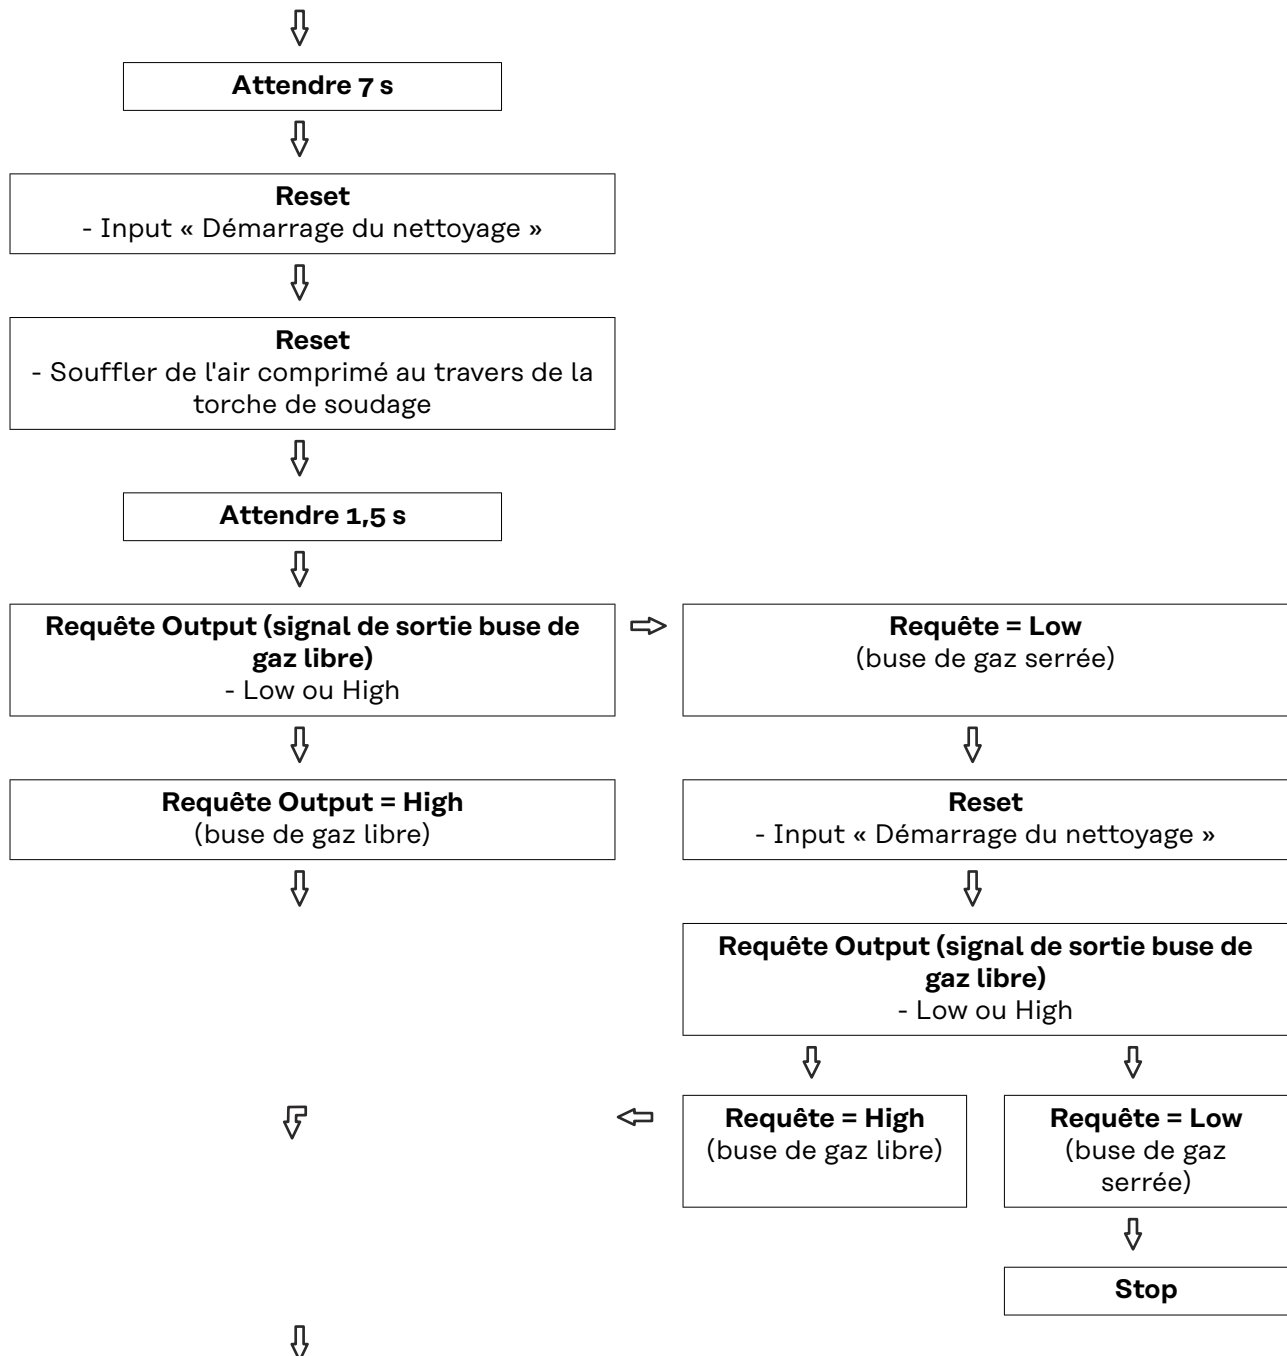 Attendre 7 s
Reset
- Input « Démarrage du nettoyage »
Reset
- Souffler de l'air comprimé au travers de la
torche de soudage
Attendre 1,5 s
Requête Output (signal de sortie buse de
gaz libre)
- Low ou High
Requête = Low
(buse de gaz serrée)
Requête Output = High
(buse de gaz libre)
Reset
- Input « Démarrage du nettoyage »
Requête Output (signal de sortie buse de
gaz libre)
- Low ou High
Requête = High
(buse de gaz libre)
Requête = Low
(buse de gaz
serrée)
Stop